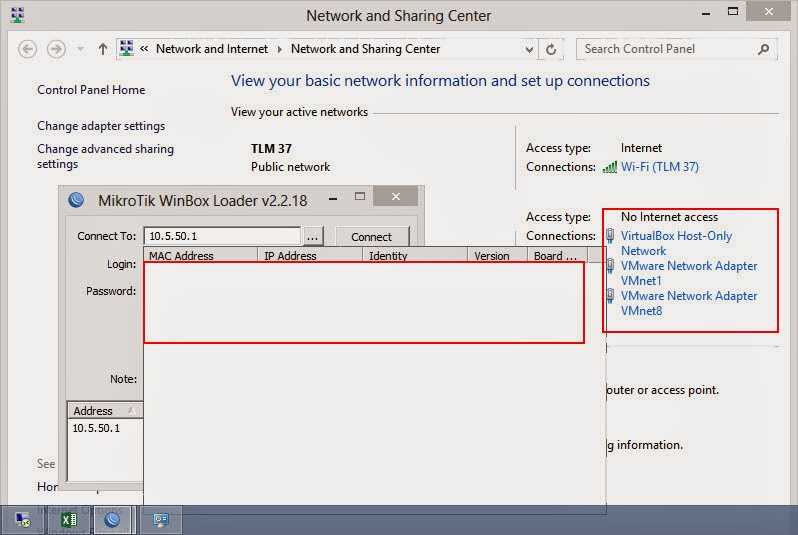 Network and Sharing Center
Network and Internet
Network and Sharing Center
Search Control Panel
Control Panel Home
Change adapter settings
Change advanced sharing
settings
View your basic network information and set up connections
View your active networks
TLM 37
Public network
Access type: Internet
Connections: Wi-Fi (TLM 37)
Access type: No Internet access
Connections: VirtualBox Host-Only
Network
VMware Network Adapter
VMnet1
VMware Network Adapter
VMnet8
MikroTik WinBox Loader v2.2.18
Connect To: 10.5.50.1 ... Connect
MAC Address IP Address Identity Version Board ...
Login:
Password:
Note:
Address
10.5.50.1
outer or access point.
g information.
See
Hor
Internet Options